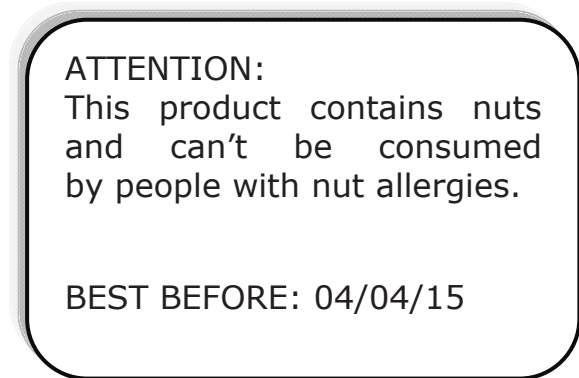 ATTENTION:
This product contains nuts
and can’t be consumed
by people with nut allergies.
BEST BEFORE: 04/04/15